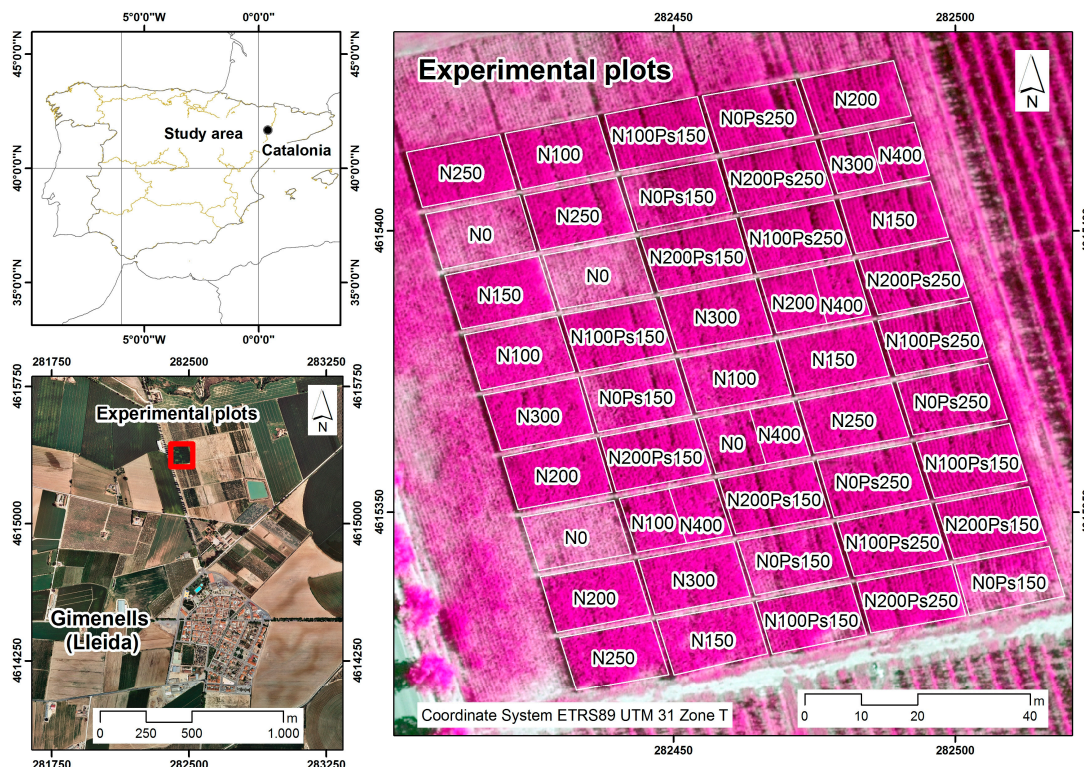 5°0'0"W
0°0'0"
45°0'0"N
45°0'0"N
40°0'0"N
40°0'0"N
35°0'0"N
35°0'0"N
Study area
Catalonia
5°0'0"W
0°0'0"
281750
282500
283250
4615750
4615750
4615000
4615000
4614250
4614250
Experimental plots
N
Gimenells
(Lleida)
0
250
500
1.000
m
281750
282500
283250
282450
282500
4615400
4615350
Experimental plots
N
N250
N100
N100Ps150
N0Ps250
N200
N0
N250
N0Ps150
N200Ps250
N300
N400
N150
N0
N200Ps150
N100Ps250
N150
N100
N100Ps150
N300
N200
N400
N200Ps250
N300
N0Ps150
N100
N150
N100Ps250
N200
N200Ps150
N0
N400
N250
N0Ps250
N0
N100
N400
N200Ps150
N0Ps250
N100Ps150
N200
N300
N0Ps150
N100Ps250
N200Ps150
N250
N150
N100Ps150
N200Ps250
N0Ps150
Coordinate System ETRS89 UTM 31 Zone T
0
10
20
40
m
282450
282500